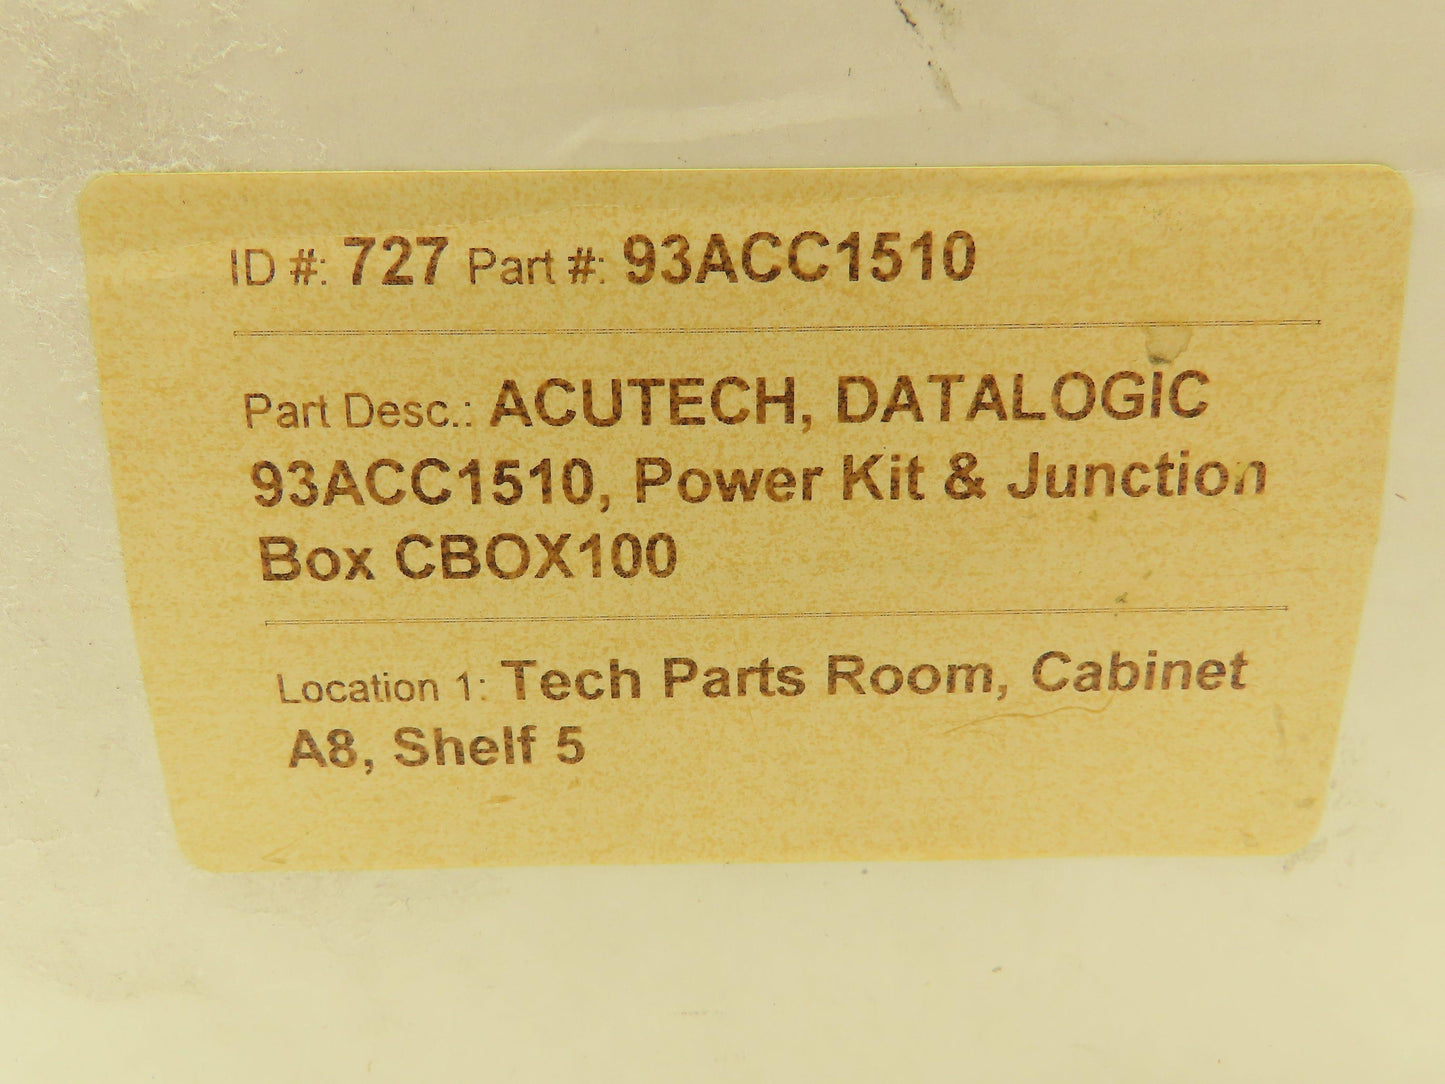 ID #: 727 Part #: 93ACC1510
Part Desc.: ACUTECH, DATALOGIC
93ACC1510, Power Kit & Junction
Box CBOX100
Location 1: Tech Parts Room, Cabinet
A8, Shelf 5